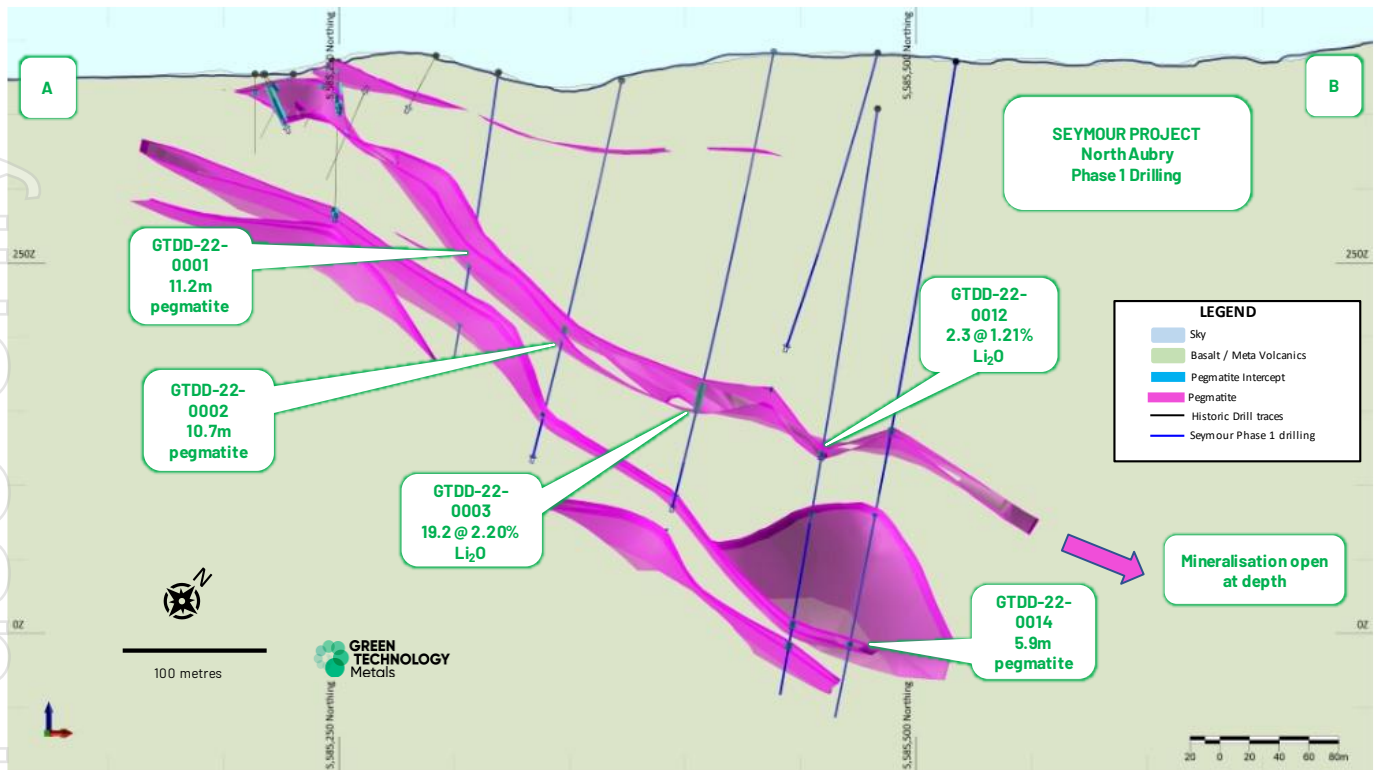 A
B
5,585,250 Northing
5,585,500 Northing
SEYMOUR PROJECT
North Aubry
Phase 1 Drilling
250Z
250Z
GTDD-22-
0001
11.2m
pegmatite
GTDD-22-
0002
10.7m
pegmatite
GTDD-22-
0003
19.2 @ 2.20%
Li₂O
GTDD-22-
0012
2.3 @ 1.21%
Li₂O
LEGEND
Sky
Basalt / Meta Volcanics
Pegmatite Intercept
Pegmatite
Historic Drill traces
Seymour Phase 1 drilling
Mineralisation open
at depth
GTDD-22-
0014
5.9m
pegmatite
0Z
0Z
N
100 metres
GREEN
TECHNOLOGY
Metals
5,585,250 Northing
5,585,500 Northing
20 0 20 40 60 80m